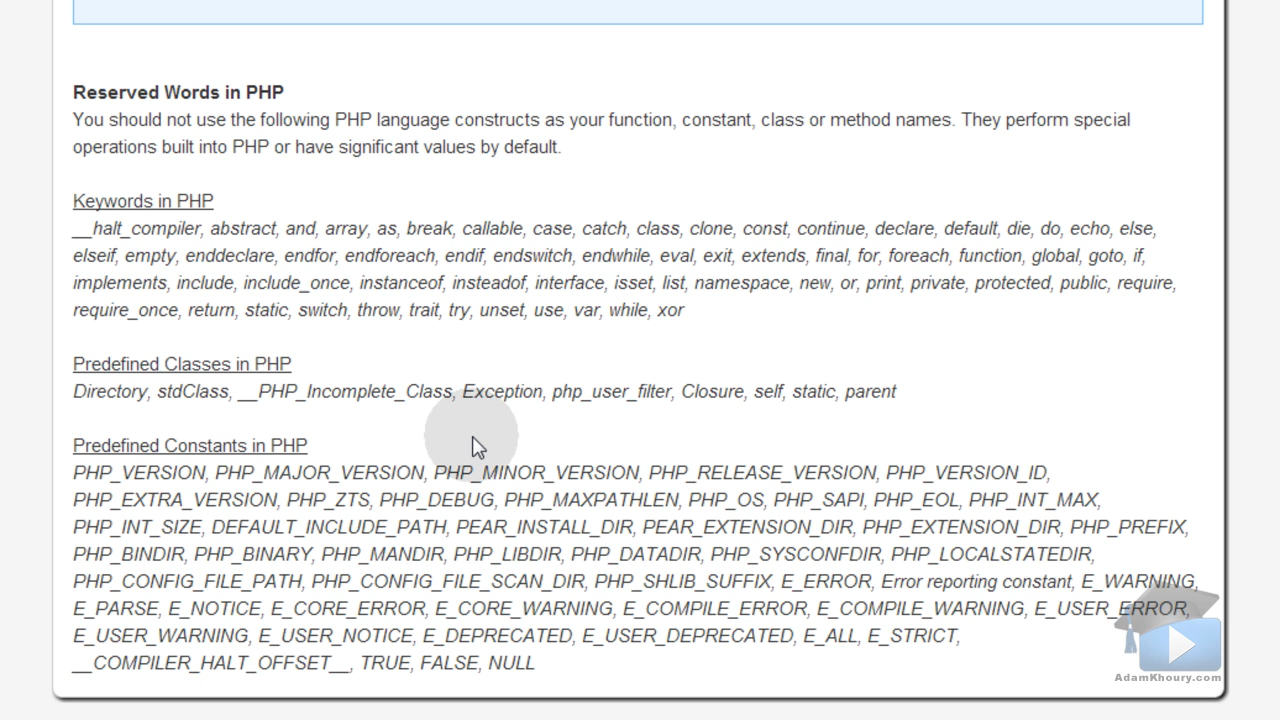 Reserved Words in PHP
You should not use the following PHP language constructs as your function, constant, class or method names. They perform special
operations built into PHP or have significant values by default.
Keywords in PHP
__halt_compiler, abstract, and, array, as, break, callable, case, catch, class, clone, const, continue, declare, default, die, do, echo, else,
elseif, empty, enddeclare, endfor, endforeach, endif, endswitch, endwhile, eval, exit, extends, final, for, foreach, function, global, goto, if,
implements, include, include_once, instanceof, insteadof, interface, isset, list, namespace, new, or, print, private, protected, public, require,
require_once, return, static, switch, throw, trait, try, unset, use, var, while, xor
Predefined Classes in PHP
Directory, stdClass, __PHP_Incomplete_Class, Exception, php_user_filter, Closure, self, static, parent
Predefined Constants in PHP
PHP_VERSION, PHP_MAJOR_VERSION, PHP_MINOR_VERSION, PHP_RELEASE_VERSION, PHP_VERSION_ID,
PHP_EXTRA_VERSION, PHP_ZTS, PHP_DEBUG, PHP_MAXPATHLEN, PHP_OS, PHP_SAPI, PHP_EOL, PHP_INT_MAX,
PHP_INT_SIZE, DEFAULT_INCLUDE_PATH, PEAR_INSTALL_DIR, PEAR_EXTENSION_DIR, PHP_EXTENSION_DIR, PHP_PREFIX,
PHP_BINDIR, PHP_BINARY, PHP_MANDIR, PHP_LIBDIR, PHP_DATADIR, PHP_SYSCONFDIR, PHP_LOCALSTATEDIR,
PHP_CONFIG_FILE_PATH, PHP_CONFIG_FILE_SCAN_DIR, PHP_SHLIB_SUFFIX, E_ERROR, Error reporting constant, E_WARNING,
E_PARSE, E_NOTICE, E_CORE_ERROR, E_CORE_WARNING, E_COMPILE_ERROR, E_COMPILE_WARNING, E_USER_ERROR,
E_USER_WARNING, E_USER_NOTICE, E_DEPRECATED, E_USER_DEPRECATED, E_ALL, E_STRICT,
__COMPILER_HALT_OFFSET__, TRUE, FALSE, NULL
AdamKhoury.com